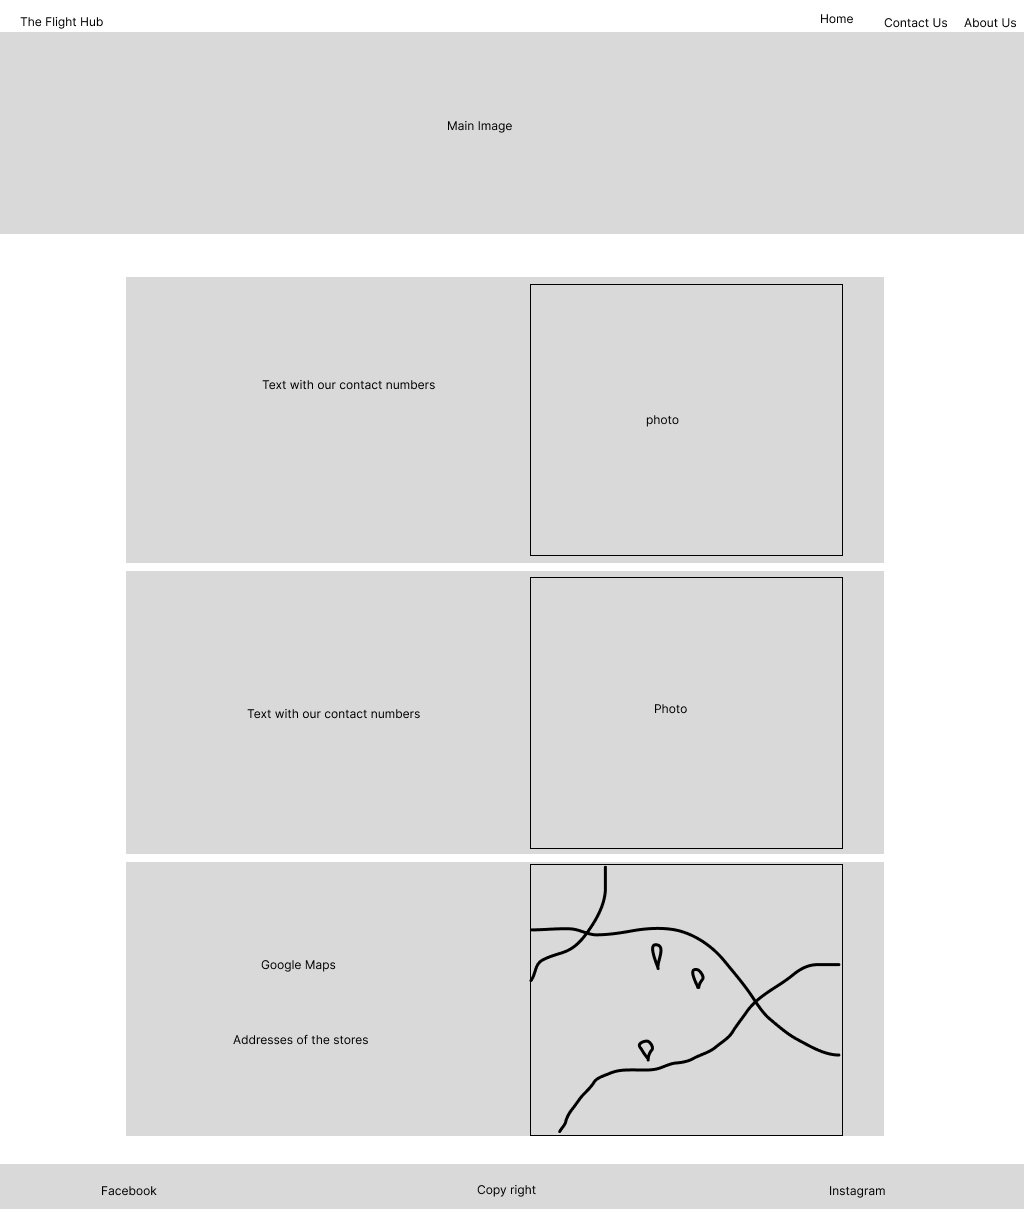 The Flight Hub
Home
Contact Us
About Us
Main Image
Text with our contact numbers
photo
Text with our contact numbers
Photo
Google Maps
Addresses of the stores
Facebook
Copy right
Instagram